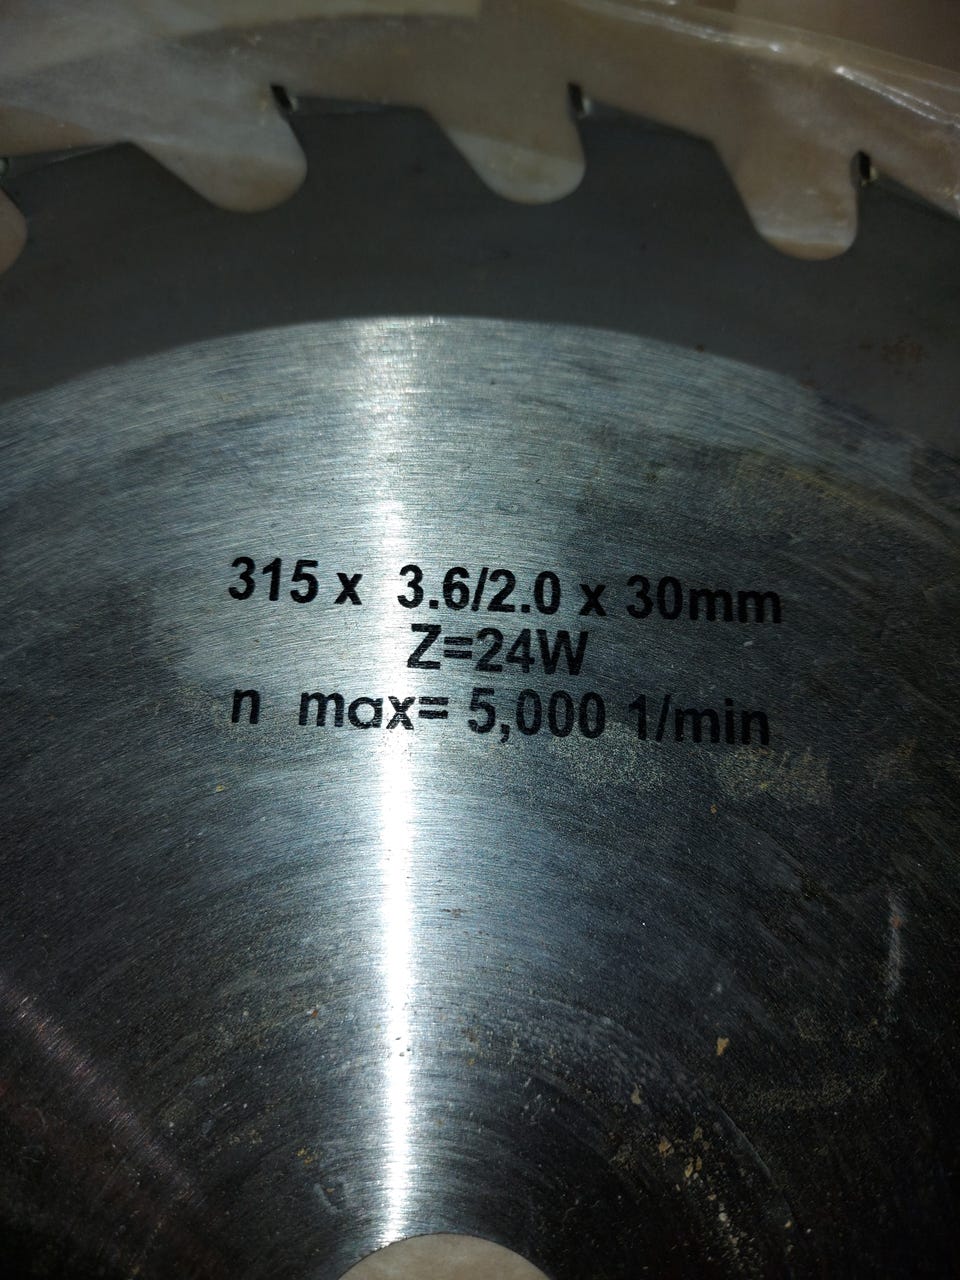 315 x 3.6/2.0 x 30mm
Z=24W
n max= 5,000 1/min